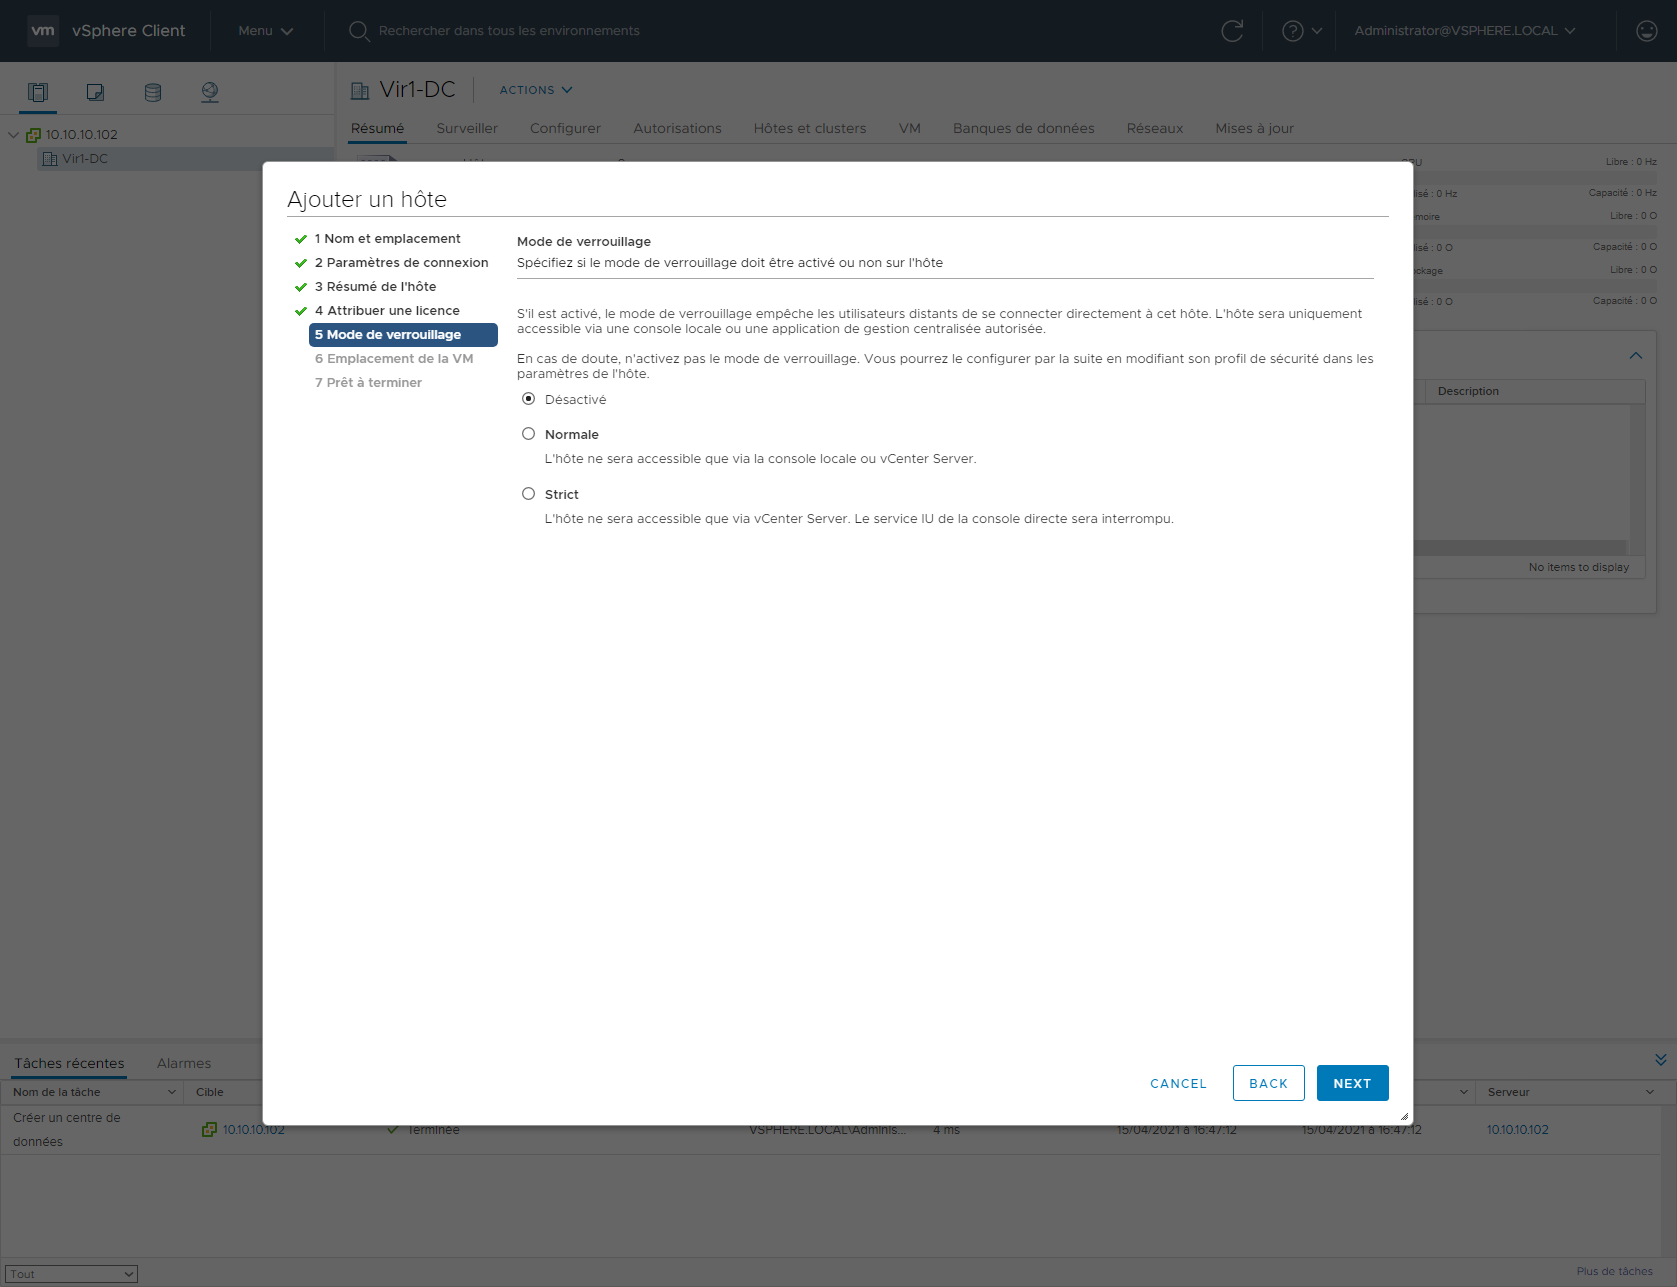 vm vSphere Client Menu Rechercher dans tous les environnements Administrator@VSPHERE.LOCAL
Vir1-DC ACTIONS
10.10.10.102
Vir1-DC
Résumé Surveiller Configurer Autorisations Hôtes et clusters VM Banques de données Réseaux Mises à jour
Libre : 0 Hz
Capacité : 0 Hz
Libre : 0 O
Capacité : 0 O
Libre : 0 O
Capacité : 0 O
Description
No items to display
Ajouter un hôte
1 Nom et emplacement
2 Paramètres de connexion
3 Résumé de l'hôte
4 Attribuer une licence
5 Mode de verrouillage
6 Emplacement de la VM
7 Prêt à terminer
Mode de verrouillage
Spécifiez si le mode de verrouillage doit être activé ou non sur l'hôte
S'il est activé, le mode de verrouillage empêche les utilisateurs distants de se connecter directement à cet hôte. L'hôte sera uniquement
accessible via une console locale ou une application de gestion centralisée autorisée.
En cas de doute, n'activez pas le mode de verrouillage. Vous pourrez le configurer par la suite en modifiant son profil de sécurité dans les
paramètres de l'hôte.
Désactivé
Normale
L'hôte ne sera accessible que via la console locale ou vCenter Server.
Strict
L'hôte ne sera accessible que via vCenter Server. Le service IU de la console directe sera interrompu.
CANCEL BACK NEXT
Tâches récentes Alarmes
Nom de la tâche Cible Serveur
Créer un centre de
données
10.10.10.102 Terminée VSPHERE.LOCAL\Adminis... 4 ms 15/04/2021 à 16:47:12 15/04/2021 à 16:47:12 10.10.10.102
Tout Plus de tâches